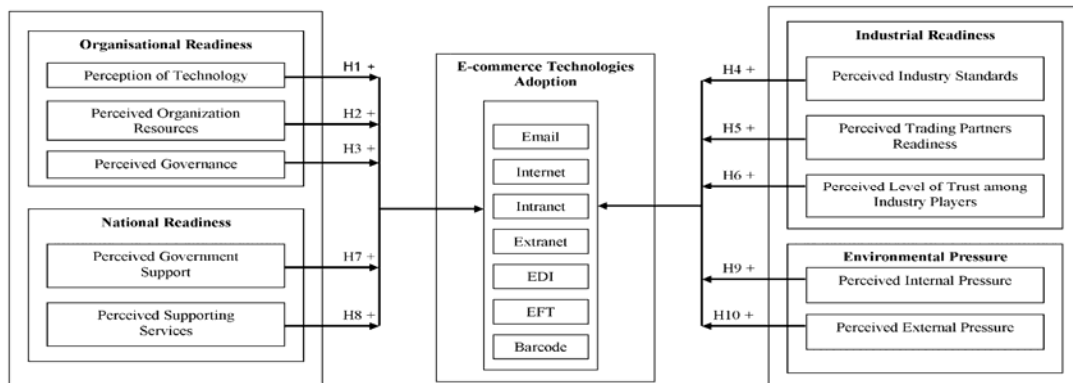 Organisational Readiness
Perception of Technology
H1 +
Perceived Organization
Resources
H2 +
Perceived Governance
H3 +
National Readiness
Perceived Government
Support
H7 +
Perceived Supporting
Services
H8 +
E-commerce Technologies
Adoption
Email
Internet
Intranet
Extranet
EDI
EFT
Barcode
Industrial Readiness
H4 +
Perceived Industry Standards
H5 +
Perceived Trading Partners
Readiness
H6 +
Perceived Level of Trust among
Industry Players
Environmental Pressure
H9 +
Perceived Internal Pressure
H10 +
Perceived External Pressure